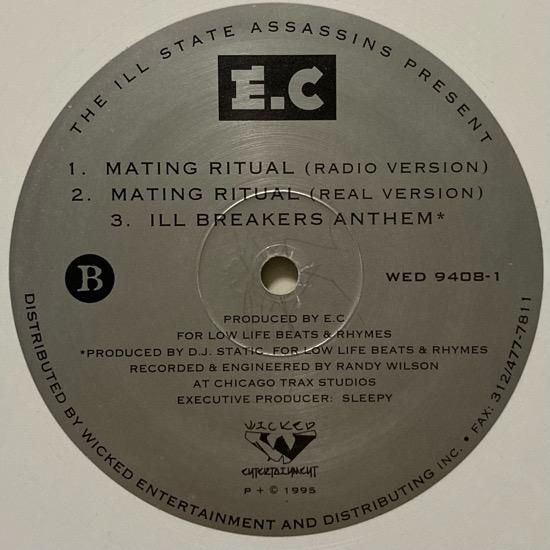 THE ILL STATE ASSASSINS PRESENT
E.C
1. MATING RITUAL (RADIO VERSION)
2. MATING RITUAL (REAL VERSION)
3. ILL BREAKERS ANTHEM*
B
WED 9408-1
PRODUCED BY E.C
FOR LOW LIFE BEATS & RHYMES
*PRODUCED BY D.J. STATIC FOR LOW LIFE BEATS & RHYMES
RECORDED & ENGINEERED BY RANDY WILSON
AT CHICAGO TRAX STUDIOS
EXECUTIVE PRODUCER: SLEEPY
WICKED
ENTERTAINMENT
P + © 1995
DISTRIBUTED BY WICKED ENTERTAINMENT AND DISTRIBUTING INC. • FAX: 312/477-7811